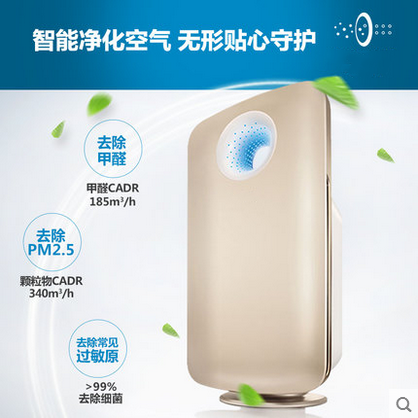 智能净化空气 无形贴心守护
去除
甲醛
甲醛CADR
185m³/h
去除
PM2.5
颗粒物CADR
340m³/h
去除常见
过敏原
>99%
去除细菌